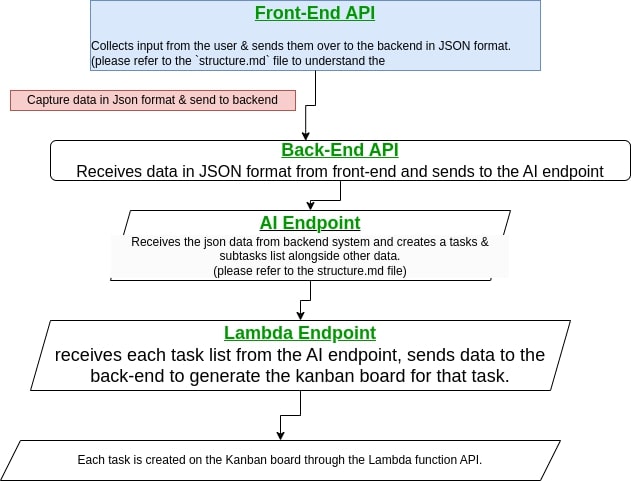 Front-End API
Collects input from the user & sends them over to the backend in JSON format.
(please refer to the `structure.md` file to understand the
Capture data in Json format & send to backend
Back-End API
Receives data in JSON format from front-end and sends to the AI endpoint
AI Endpoint
Receives the json data from backend system and creates a tasks &
subtasks list alongside other data.
(please refer to the structure.md file)
Lambda Endpoint
receives each task list from the AI endpoint, sends data to the
back-end to generate the kanban board for that task.
Each task is created on the Kanban board through the Lambda function API.